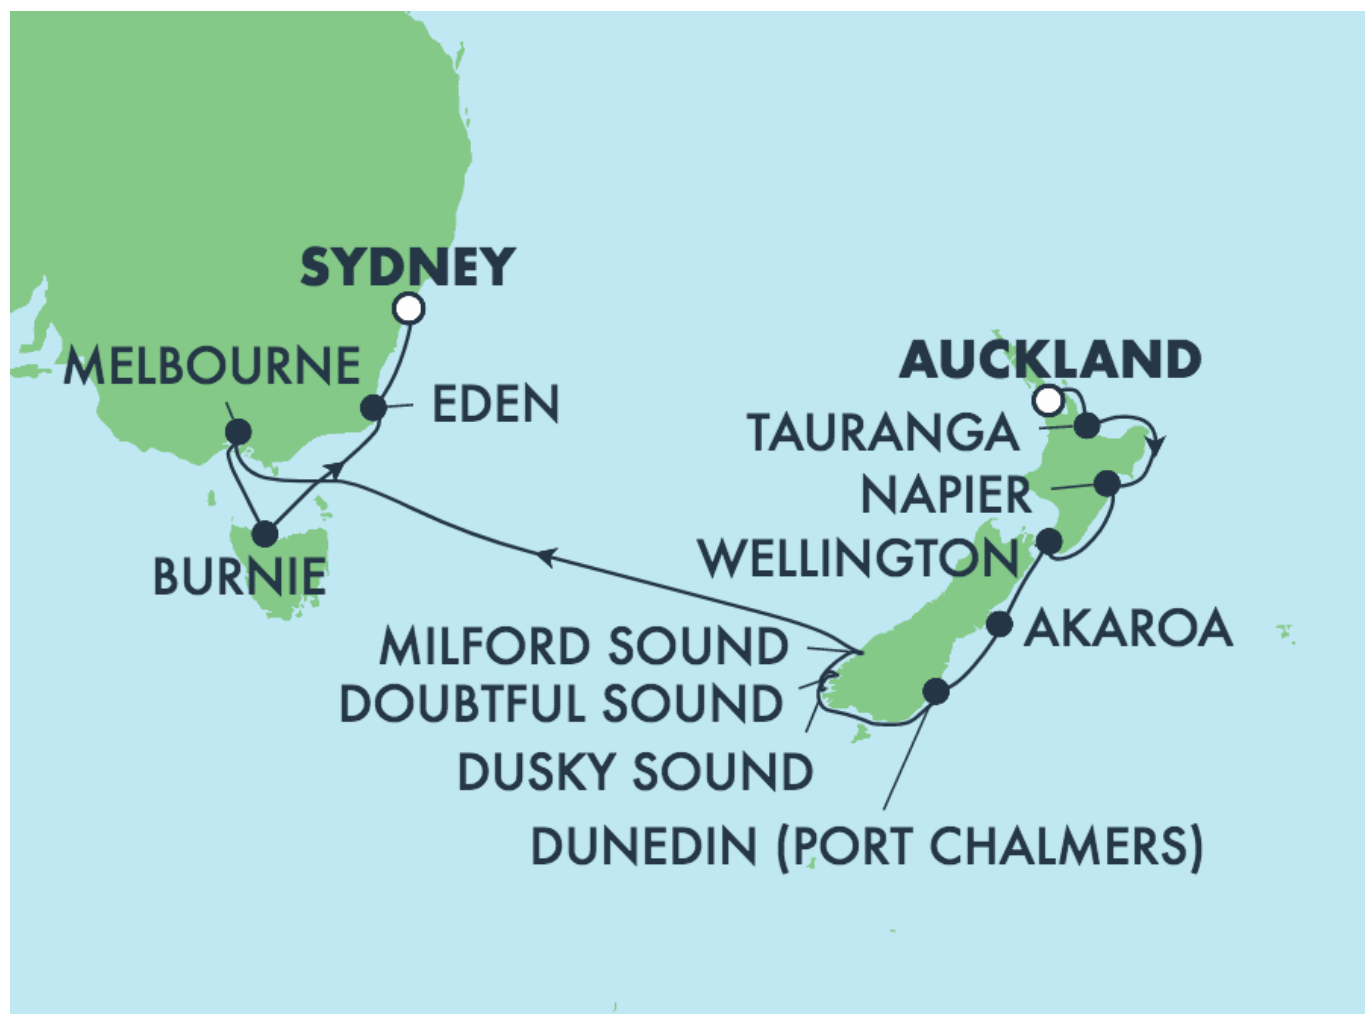 SYDNEY
MELBOURNE
EDEN
BURNIE
AUCKLAND
TAURANGA
NAPIER
WELLINGTON
AKAROA
MILFORD SOUND
DOUBTFUL SOUND
DUSKY SOUND
DUNEDIN (PORT CHALMERS)